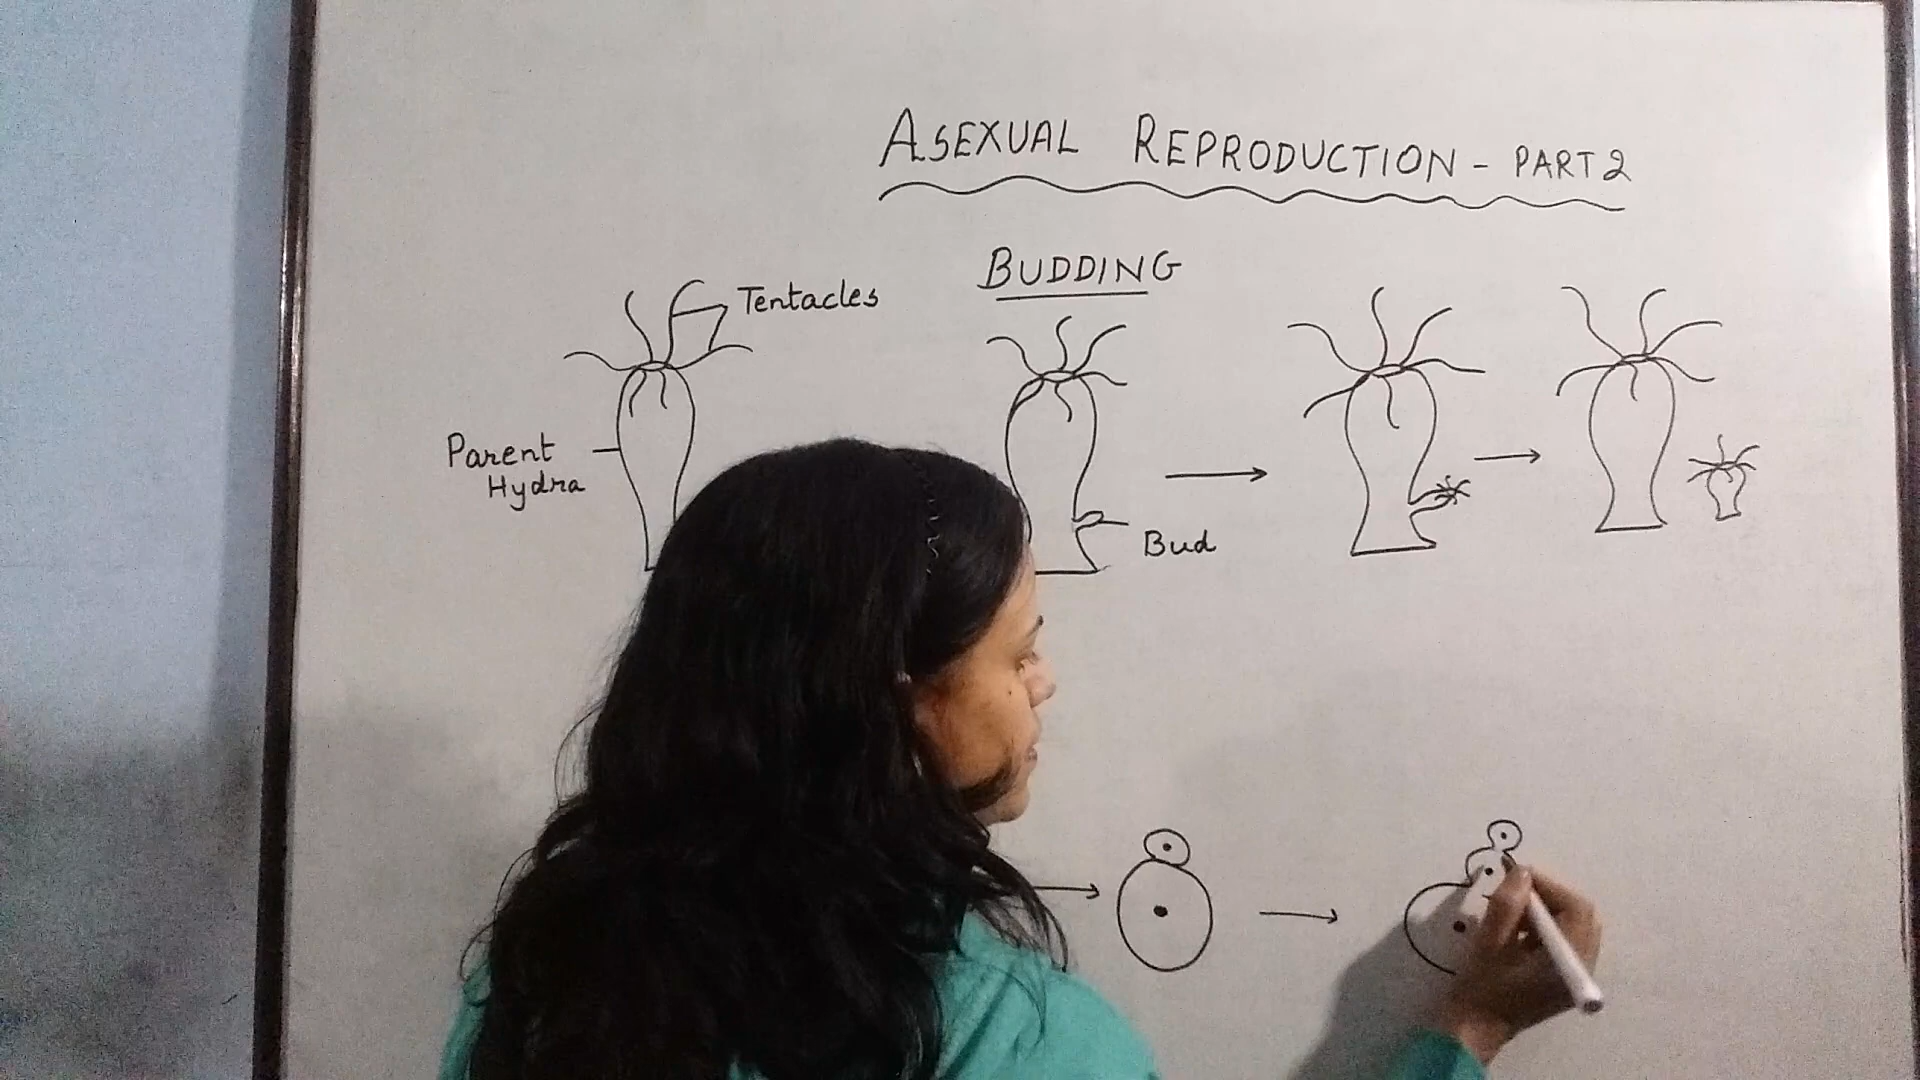 ASEXUAL REPRODUCTION - PART 2
BUDDING
Tentacles
Parent
Hydra
Bud